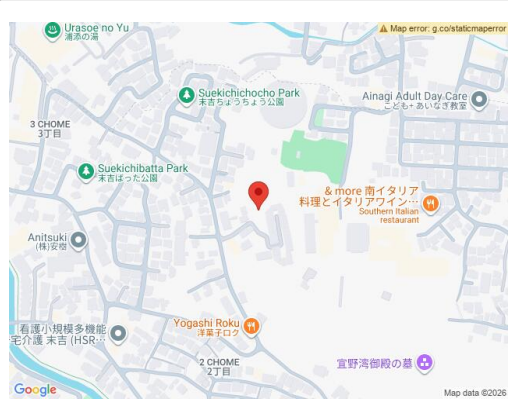 Urasoe no Yu
浦添の湯
Map error: g.co/staticmaperror
Suekichichocho Park
末吉ちょうちょう公園
Ainagi Adult Day Care
こども+あいなぎ教室
3 CHOME
3丁目
Suekichibatta Park
末吉ばった公園
& more 南イタリア
料理とイタリアワイン…
Southern Italian
restaurant
Anitsuki
(株)安樹
Yogashi Roku
洋菓子ロク
看護小規模多機能
宅介護 末吉 (HSR…
2 CHOME
2丁目
宜野湾御殿の墓
Google
Map data ©2026